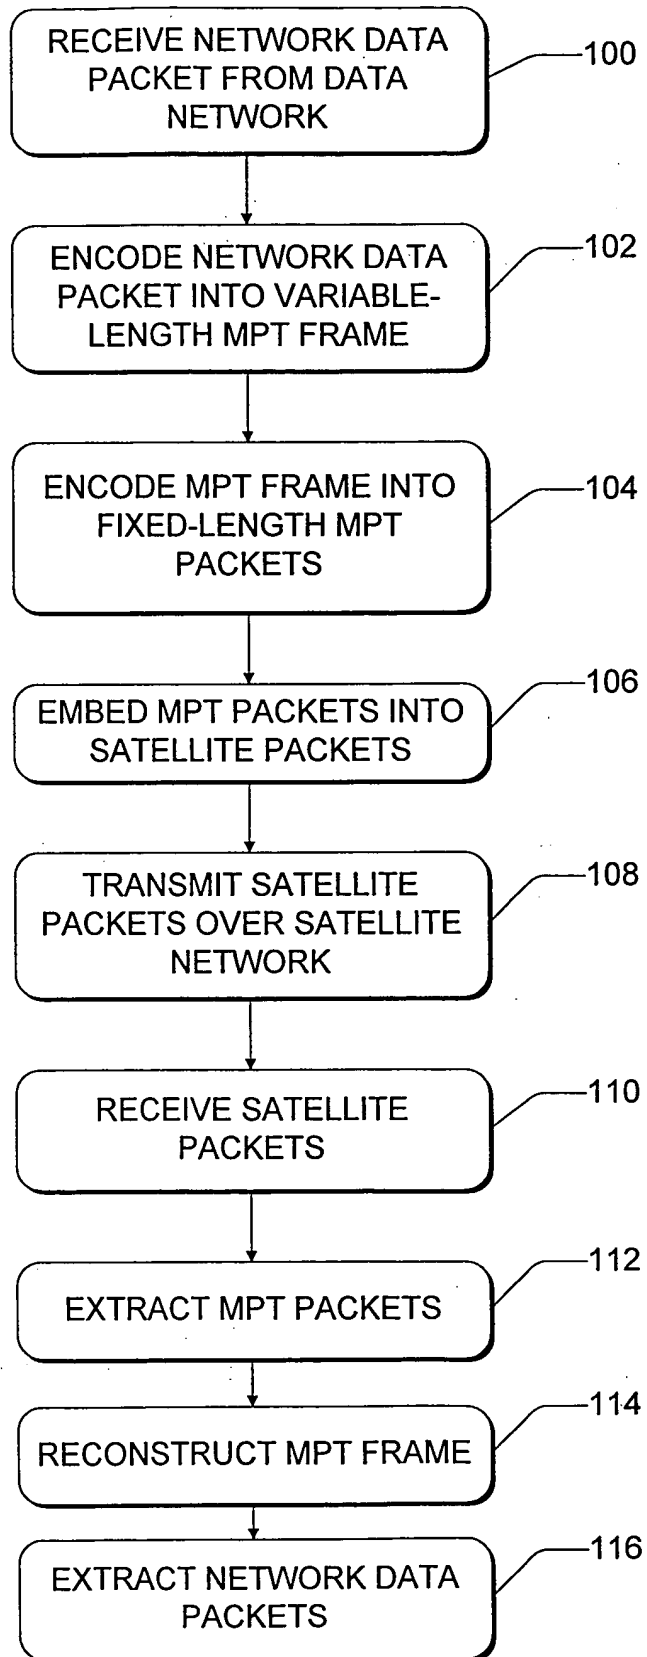 RECEIVE NETWORK DATA
PACKET FROM DATA
NETWORK
100
ENCODE NETWORK DATA
PACKET INTO VARIABLE-
LENGTH MPT FRAME
102
ENCODE MPT FRAME INTO
FIXED-LENGTH MPT
PACKETS
104
EMBED MPT PACKETS INTO
SATELLITE PACKETS
106
TRANSMIT SATELLITE
PACKETS OVER SATELLITE
NETWORK
108
RECEIVE SATELLITE
PACKETS
110
EXTRACT MPT PACKETS
112
RECONSTRUCT MPT FRAME
114
EXTRACT NETWORK DATA
PACKETS
116